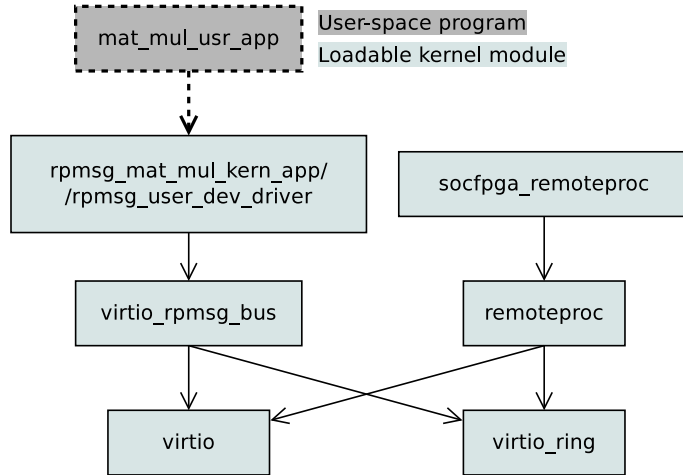 mat_mul_usr_app
User-space program
Loadable kernel module
rpmsg_mat_mul_kern_app/
/rpmsg_user_dev_driver
socfpga_remoteproc
virtio_rpmsg_bus
remoteproc
virtio
virtio_ring